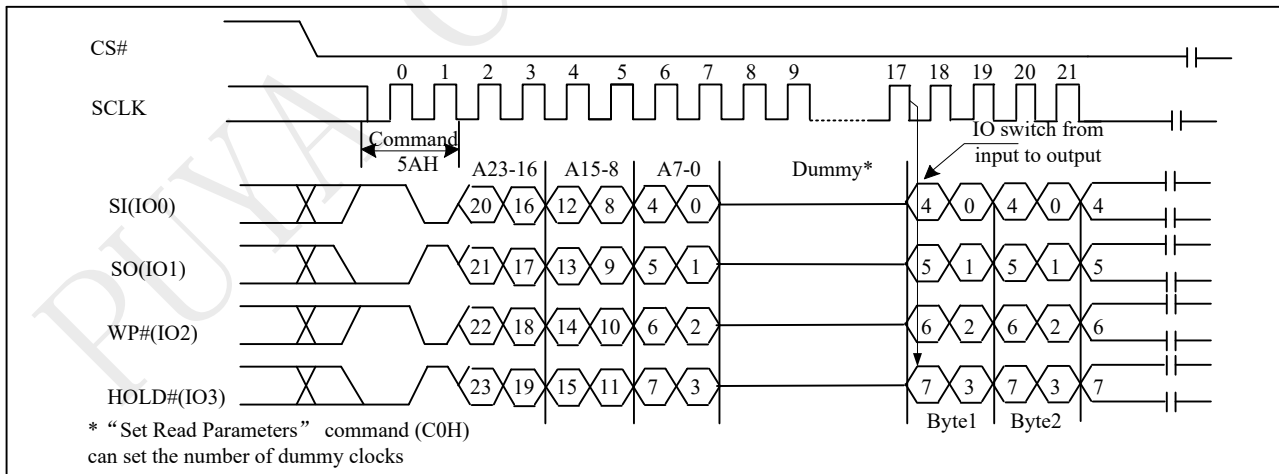 PUYA
CS#
0 1 2 3 4 5 6 7 8 9 17 18 19 20 21
SCLK
Command
5AH
IO switch from
input to output
A23-16 A15-8 A7-0 Dummy*
SI(IO0) 20 16 12 8 4 0 4 0 4 0 4
SO(IO1) 21 17 13 9 5 1 5 1 5 1 5
WP#(IO2) 22 18 14 10 6 2 6 2 6 2 6
HOLD#(IO3) 23 19 15 11 7 3 7 3 7 3 7
Byte1 Byte2
* “Set Read Parameters” command (C0H)
can set the number of dummy clocks